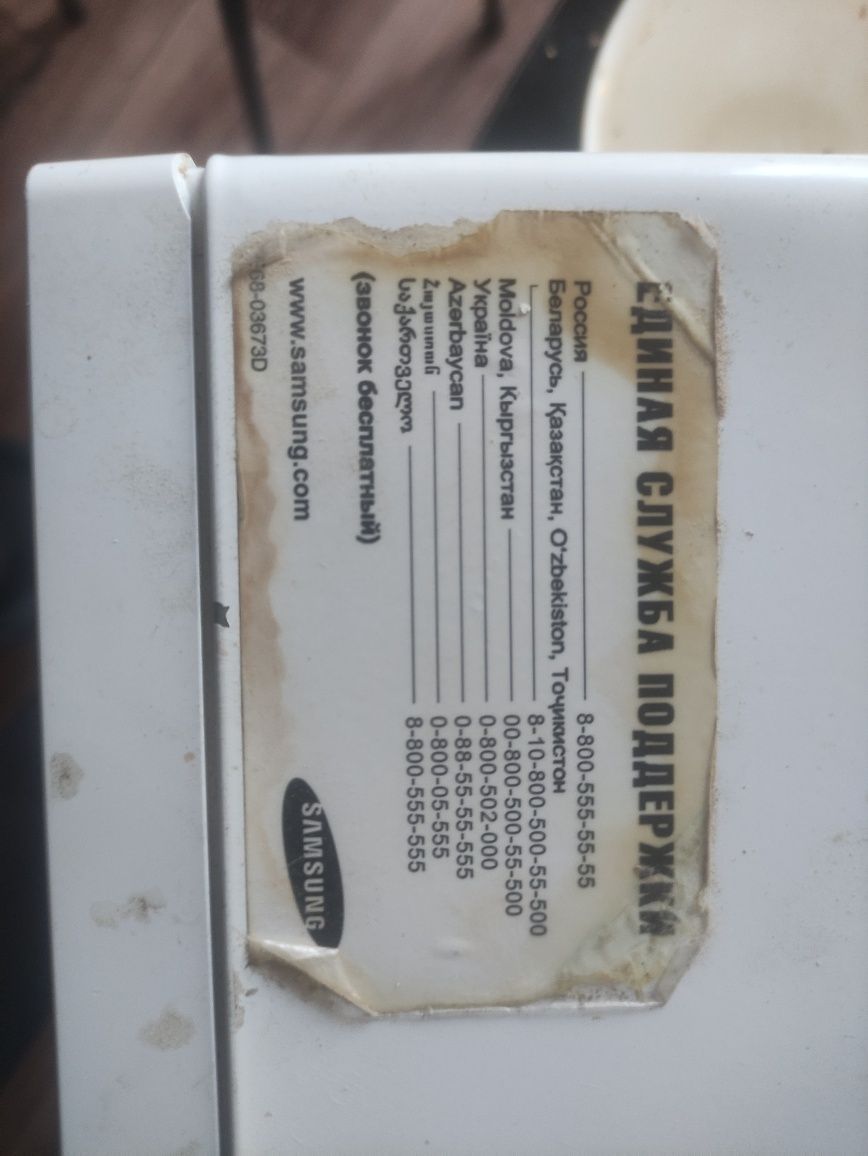 ЕДИНАЯ СЛУЖБА ПОДДЕРЖКИ
Россия 8-800-555-55-55
Беларусь, Қазақстан, O'zbekiston, Тоҷикистон
8-10-800-500-55-500
Moldova, Кыргызстан 00-800-500-55-500
Україна 0-800-502-000
Azərbaycan 0-88-55-55-555
Հայաստան 0-800-05-555
საქართველო 8-800-555-555
(звонок бесплатный)
www.samsung.com
68-03673D
SAMSUNG